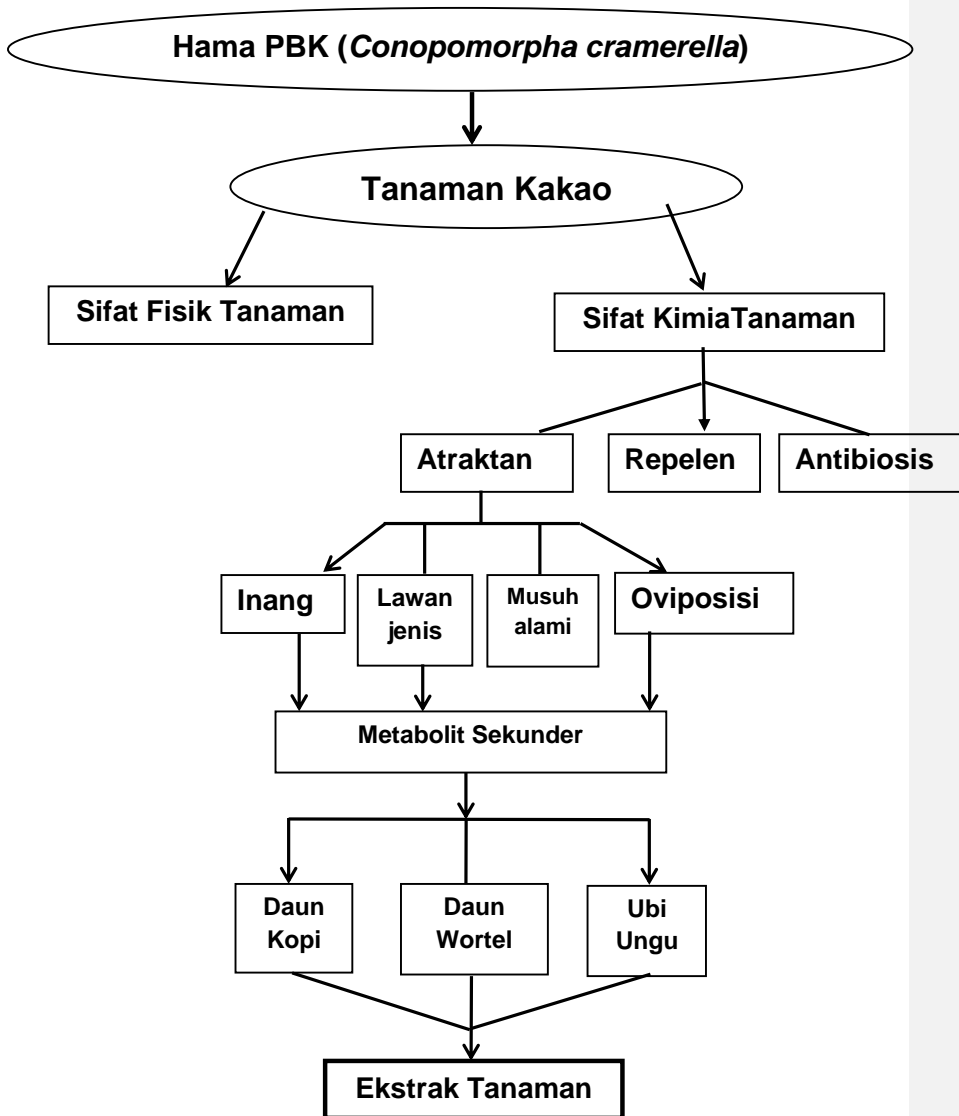 Hama PBK (Conopomorpha cramerella)
Tanaman Kakao
Sifat Fisik Tanaman
Sifat KimiaTanaman
Atraktan
Repelen
Antibiosis
Inang
Lawan
jenis
Musuh
alami
Oviposisi
Metabolit Sekunder
Daun
Kopi
Daun
Wortel
Ubi
Ungu
Ekstrak Tanaman